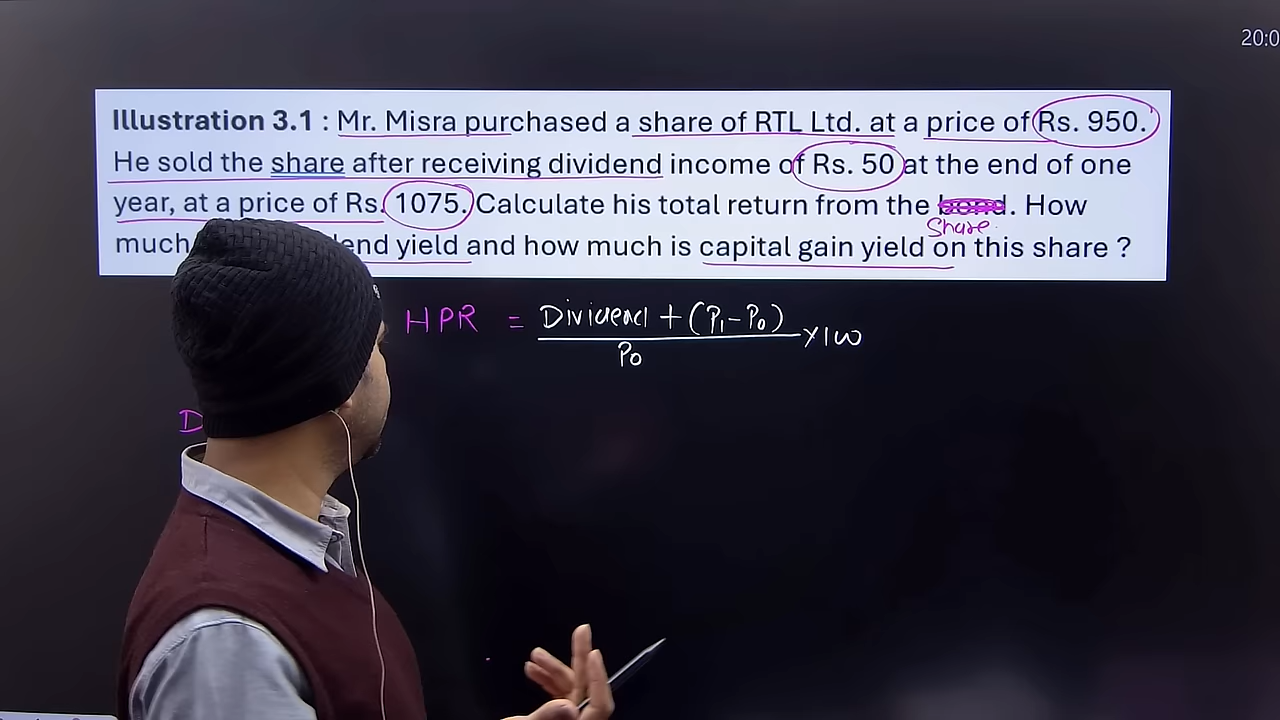 20:0
Illustration 3.1 : Mr. Misra purchased a share of RTL Ltd. at a price of Rs. 950.
He sold the share after receiving dividend income of Rs. 50 at the end of one
year, at a price of Rs. 1075. Calculate his total return from the bond. How
Share
much end yield and how much is capital gain yield on this share ?
HPR = Dividend + (P1 - P0)
P0
x100
D